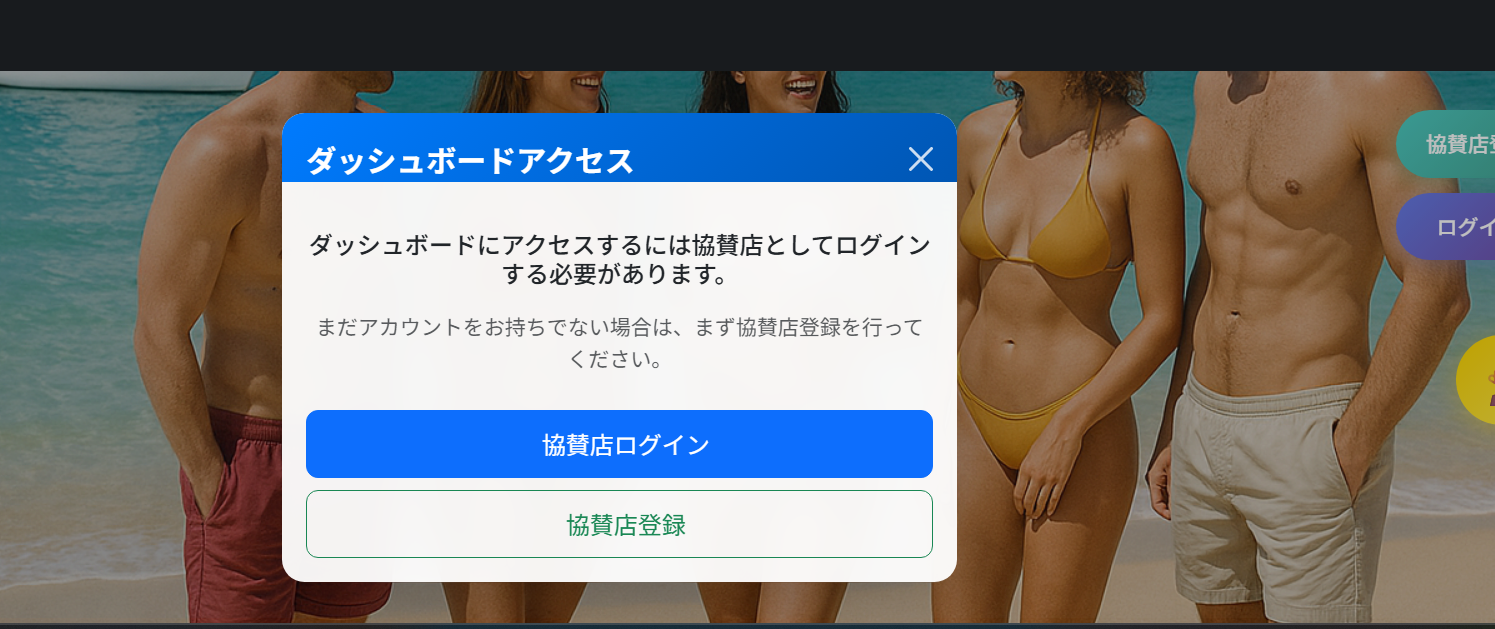 ダッシュボードアクセス
ダッシュボードにアクセスするには協賛店としてログイン
する必要があります。
まだアカウントをお持ちでない場合は、まず協賛店登録を行って
ください。
協賛店ログイン
協賛店登録
協賛店
ログイ